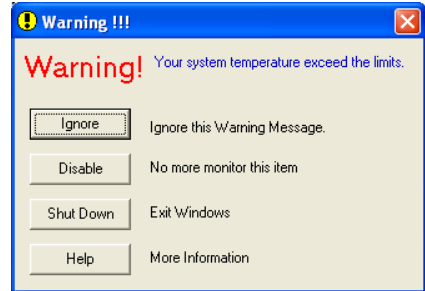 Warning !!!
Warning! Your system temperature exceed the limits.
Ignore Ignore this Warning Message.
Disable No more monitor this item
Shut Down Exit Windows
Help More Information